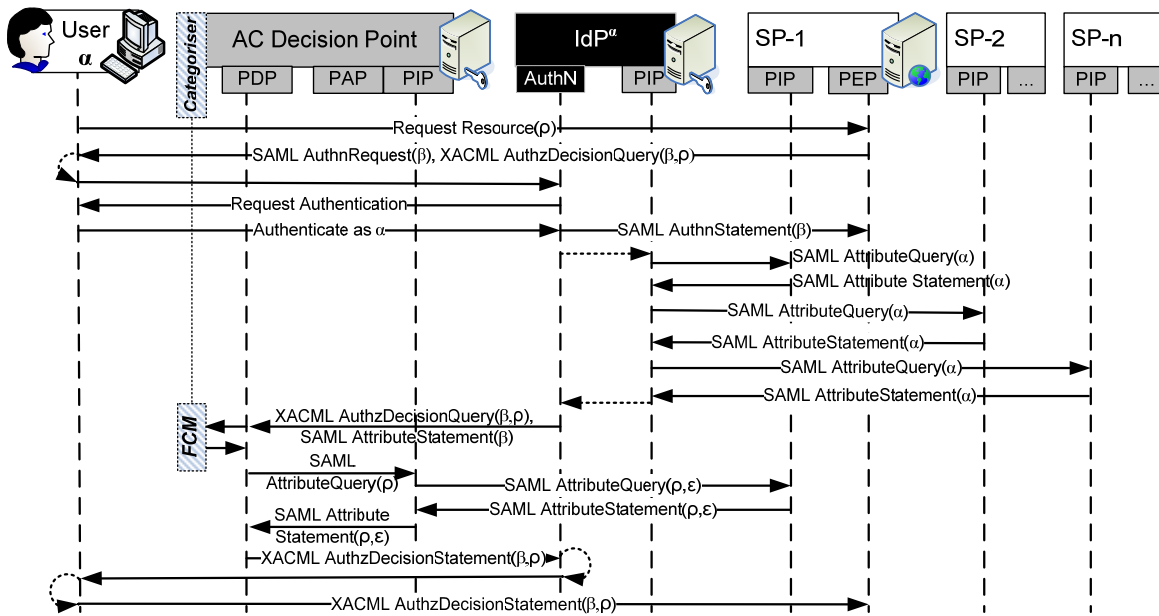 User
α
Categoriser
AC Decision Point
IdPα
SP-1
SP-2
SP-n
PDP
PAP
PIP
AuthN
PIP
PIP
PEP
PIP
...
PIP
...
Request Resource(ρ)
SAML AuthnRequest(β), XACML AuthzDecisionQuery(β,ρ)
Request Authentication
Authenticate as α
SAML AuthnStatement(β)
SAML AttributeQuery(α)
SAML Attribute Statement(α)
SAML AttributeQuery(α)
SAML AttributeStatement(α)
SAML AttributeQuery(α)
SAML AttributeStatement(α)
FCM
XACML AuthzDecisionQuery(β,ρ),
SAML AttributeStatement(β)
SAML
AttributeQuery(ρ)
SAML AttributeQuery(ρ,ε)
SAML AttributeStatement(ρ,ε)
SAML Attribute
Statement(ρ,ε)
XACML AuthzDecisionStatement(β,ρ)
XACML AuthzDecisionStatement(β,ρ)